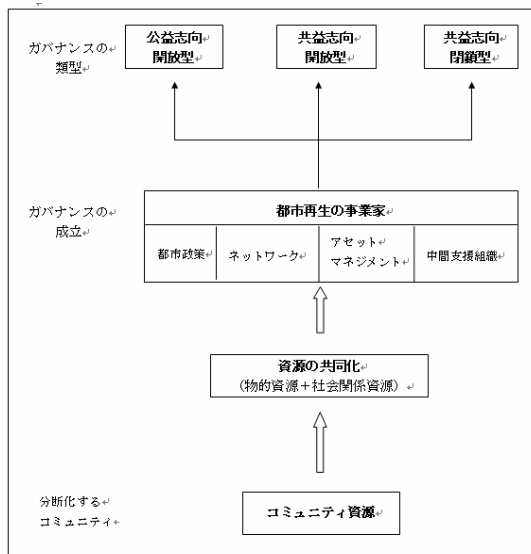 ガバナンスの
類型
公益志向
開放型
共益志向
開放型
共益志向
閉鎖型
ガバナンスの
成立
都市再生の事業家
都市政策
ネットワーク
アセット
マネジメント
中間支援組織
資源の共同化
(物的資源+社会関係資源)
分断化する
コミュニティ
コミュニティ資源